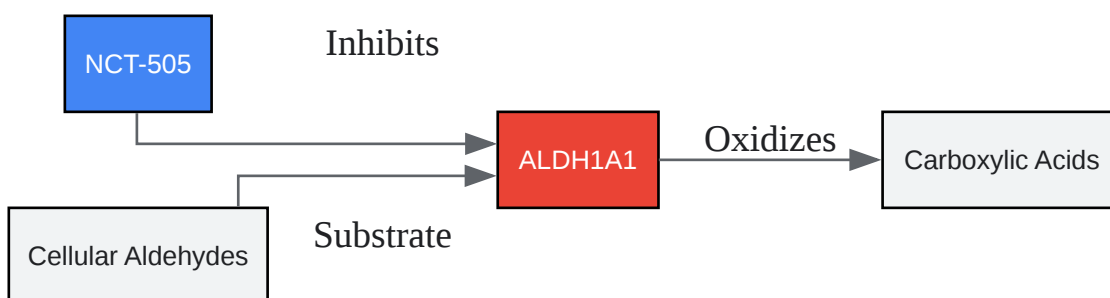 Inhibits
NCT-505
ALDH1A1
Oxidizes
Carboxylic Acids
Substrate
Cellular Aldehydes